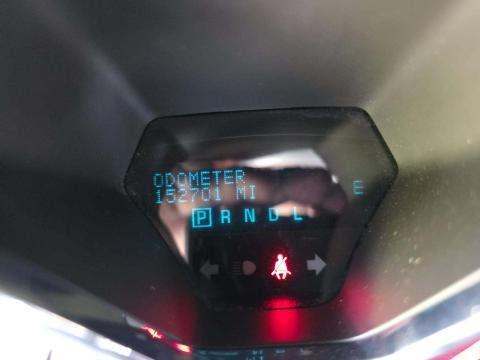 ODOMETER
152701 MI
E
P R N D L